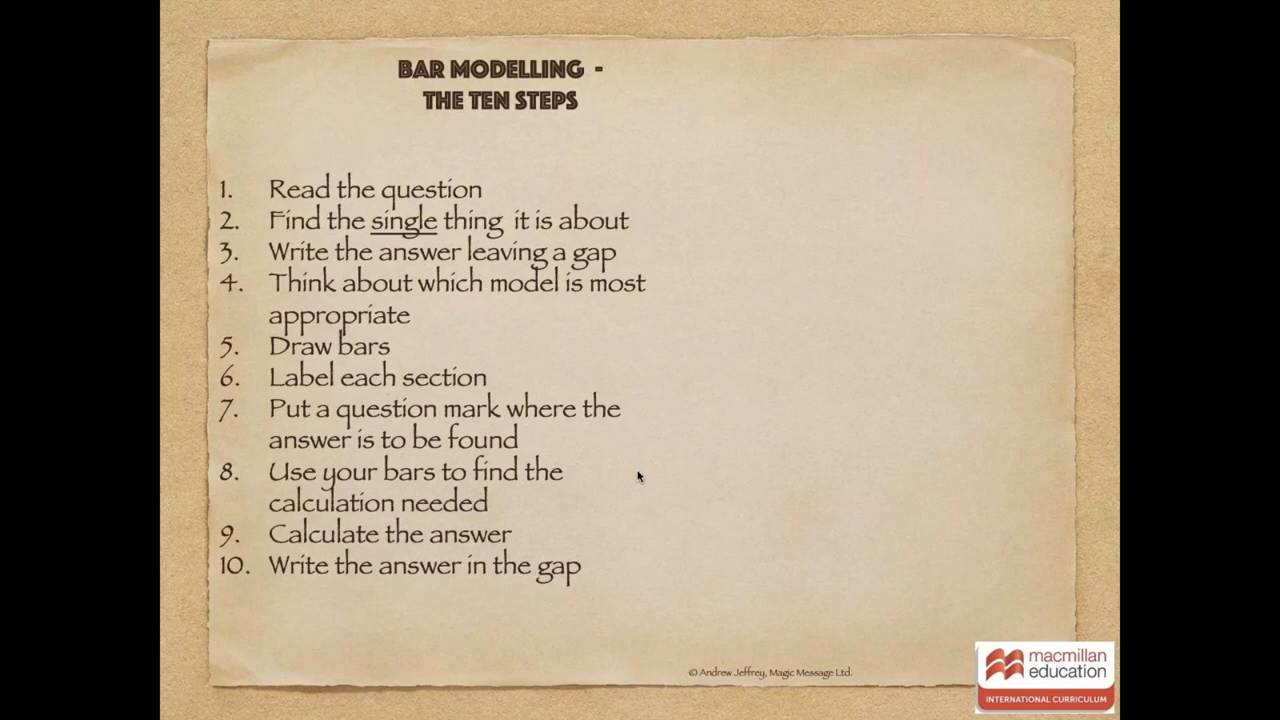 BAR MODELLING -
THE TEN STEPS
1. Read the question
2. Find the single thing it is about
3. Write the answer leaving a gap
4. Think about which model is most
appropriate
5. Draw bars
6. Label each section
7. Put a question mark where the
answer is to be found
8. Use your bars to find the
calculation needed
9. Calculate the answer
10. Write the answer in the gap
© Andrew Jeffrey, Magic Message Ltd.
macmillan
education
INTERNATIONAL CURRICULUM